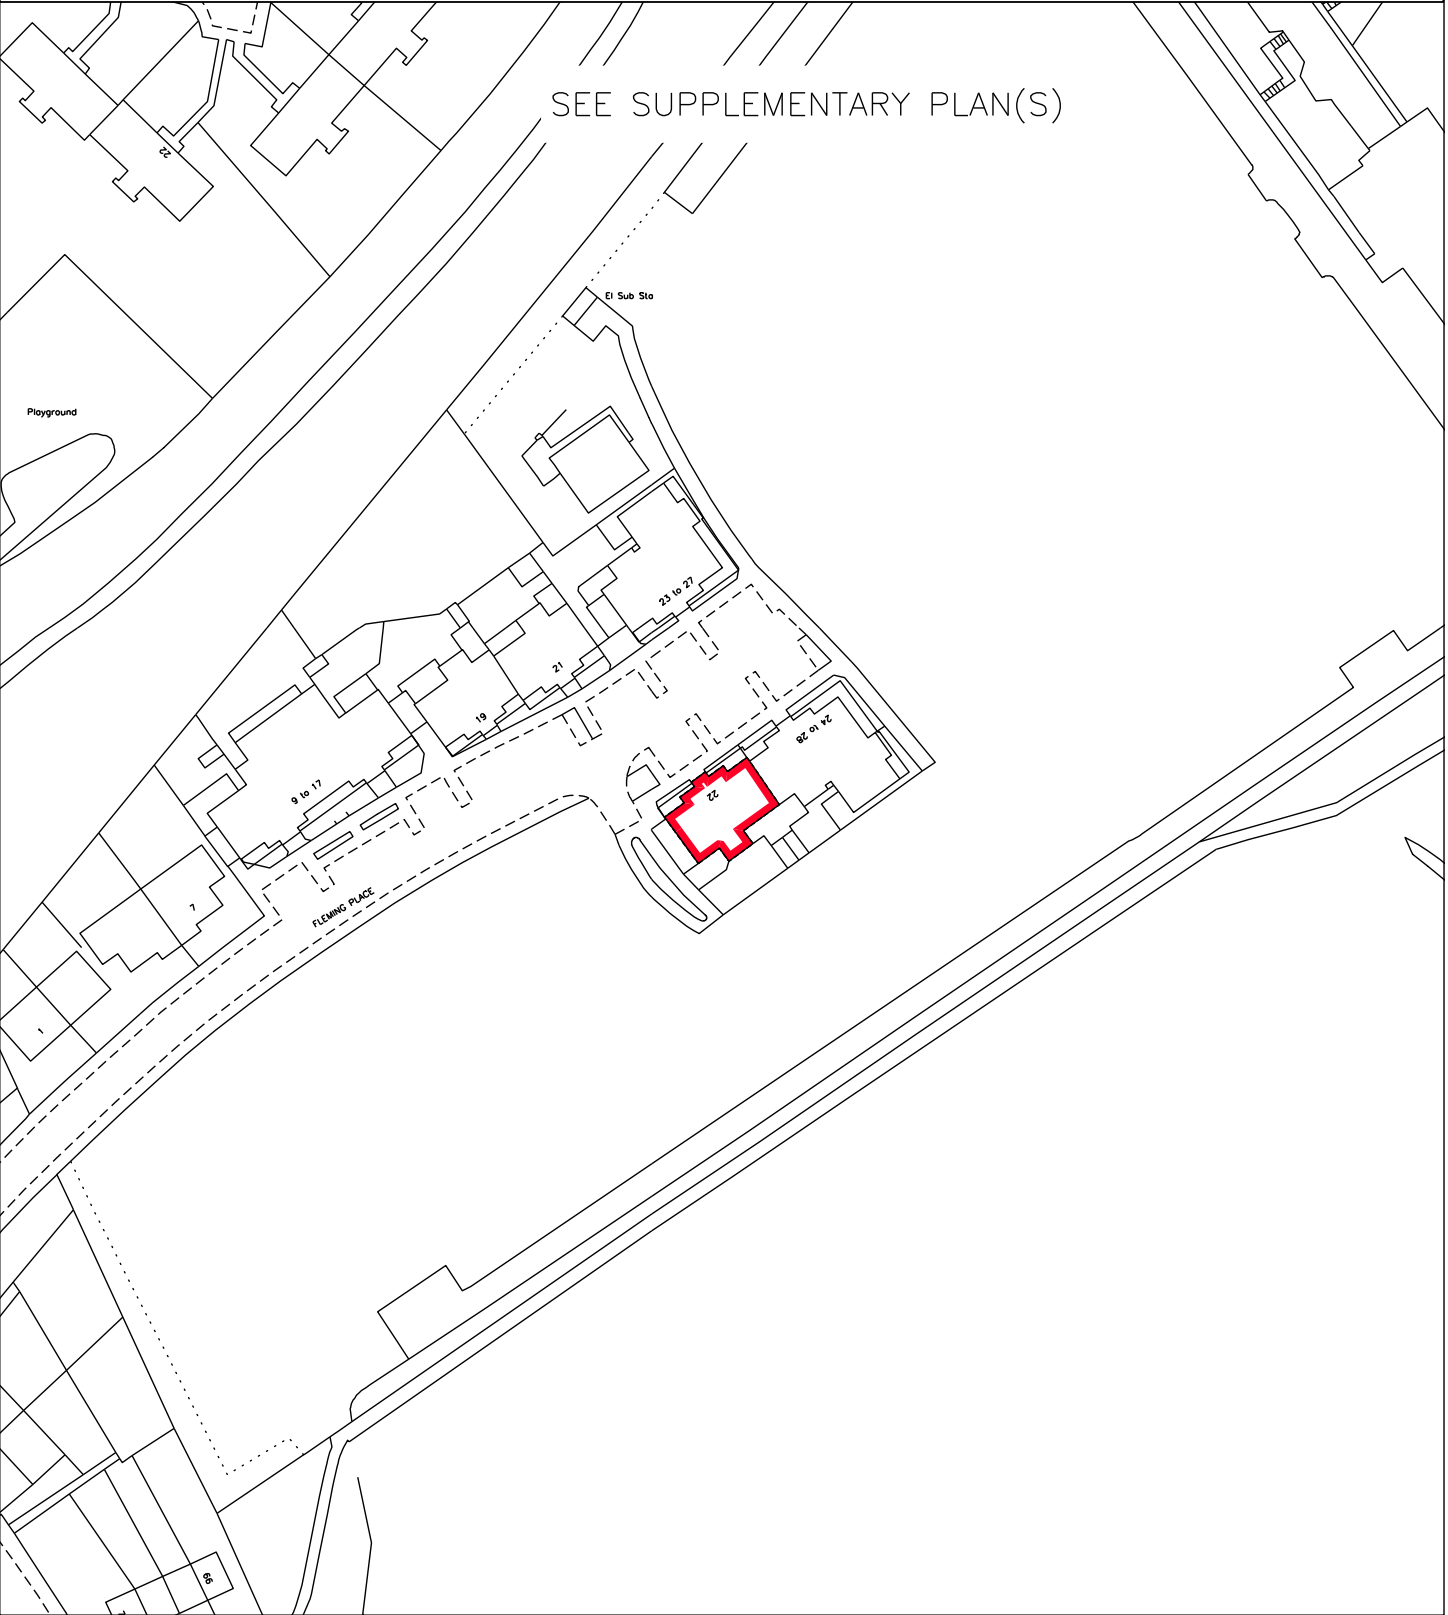 SEE SUPPLEMENTARY PLAN(S)
22
El Sub Sta
Playground
23 to 27
21
19
24 to 28
22
9 to 17
7
FLEMING PLACE
1
66